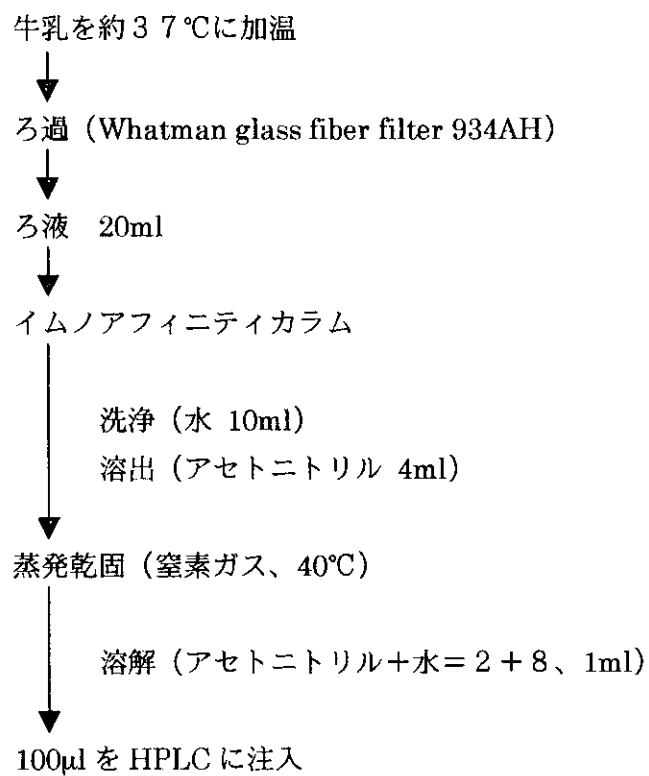 牛乳を約３７℃に加温
ろ過（Whatman glass fiber filter 934AH）
ろ液　20ml
イムノアフィニティカラム
洗浄（水 10ml）
溶出（アセトニトリル 4ml）
蒸発乾固（窒素ガス、40℃）
溶解（アセトニトリル＋水＝２＋８、1ml）
100μl を HPLC に注入